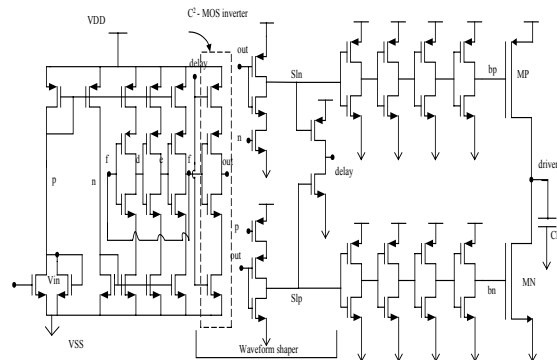 C²- MOS inverter
VDD
out
delay
Sln
bp
MP
n
f
d
e
f
out
delay
driver
p
n
p
out
Cl
Vin
MN
Slp
bn
VSS
Waveform shaper